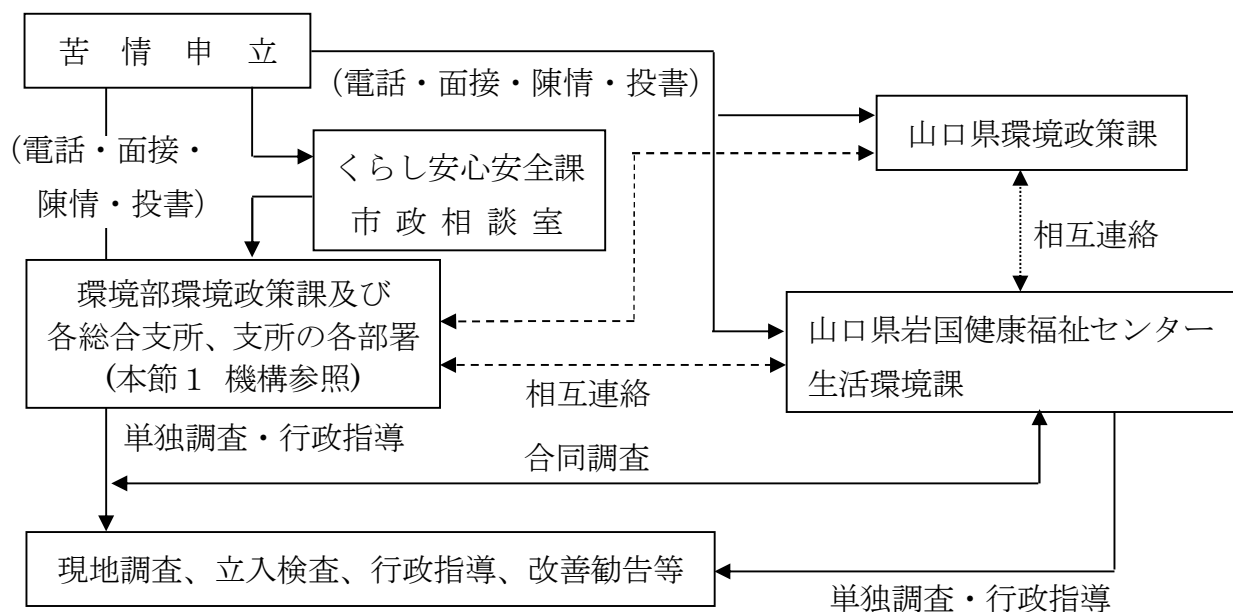 苦情申立
(電話・面接・陳情・投書)
(電話・面接・
陳情・投書)
山口県環境政策課
くらし安心安全課
市政相談室
相互連絡
環境部環境政策課及び
各総合支所、支所の各部署
(本節1 機構参照)
山口県岩国健康福祉センター
生活環境課
相互連絡
単独調査・行政指導
合同調査
現地調査、立入検査、行政指導、改善勧告等
単独調査・行政指導